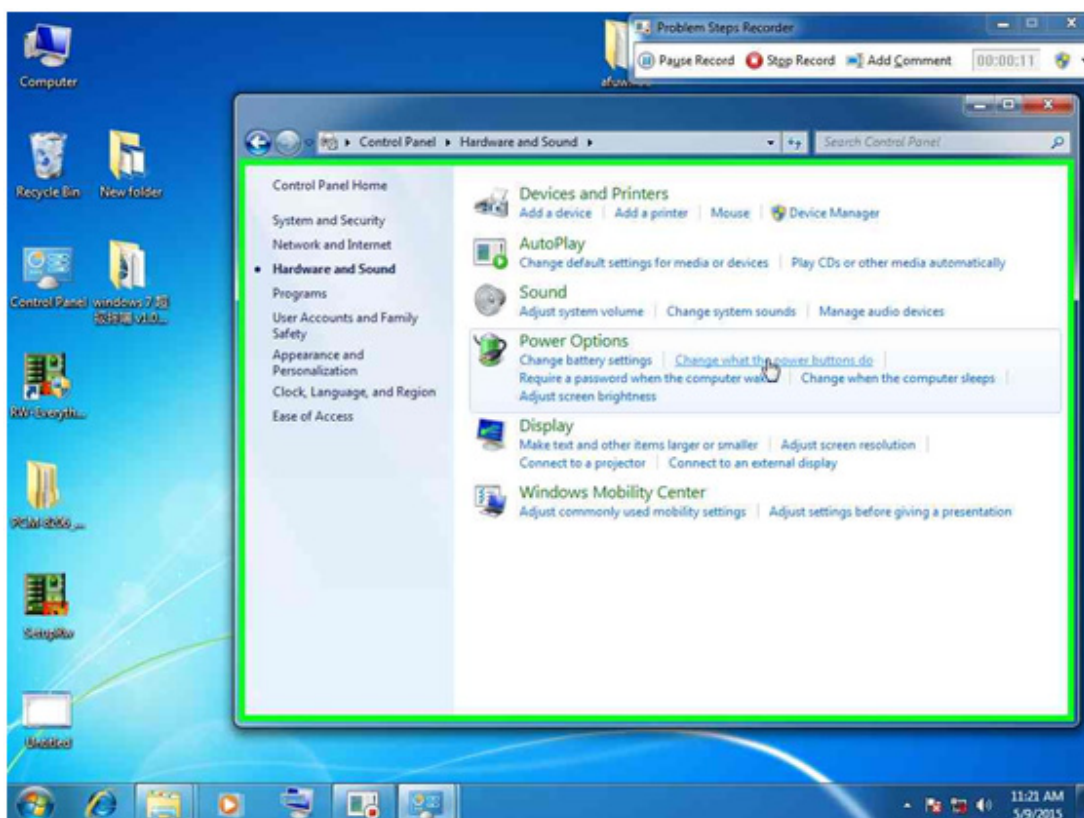 Computer
Recycle Bin
New folder
Control Panel
windows 7
RW-Everyth...
SetupRw
Untitled
Problem Steps Recorder
Pause Record Stop Record Add Comment 00:00:11
Control Panel Hardware and Sound
Search Control Panel
Control Panel Home
System and Security
Network and Internet
Hardware and Sound
Programs
User Accounts and Family
Safety
Appearance and
Personalization
Clock, Language, and Region
Ease of Access
Devices and Printers
Add a device Add a printer Mouse Device Manager
AutoPlay
Change default settings for media or devices Play CDs or other media automatically
Sound
Adjust system volume Change system sounds Manage audio devices
Power Options
Change battery settings Change what the power buttons do
Require a password when the computer Change when the computer sleeps
Adjust screen brightness
Display
Make text and other items larger or smaller Adjust screen resolution
Connect to a projector Connect to an external display
Windows Mobility Center
Adjust commonly used mobility settings Adjust settings before giving a presentation
11:21 AM
5/9/2015